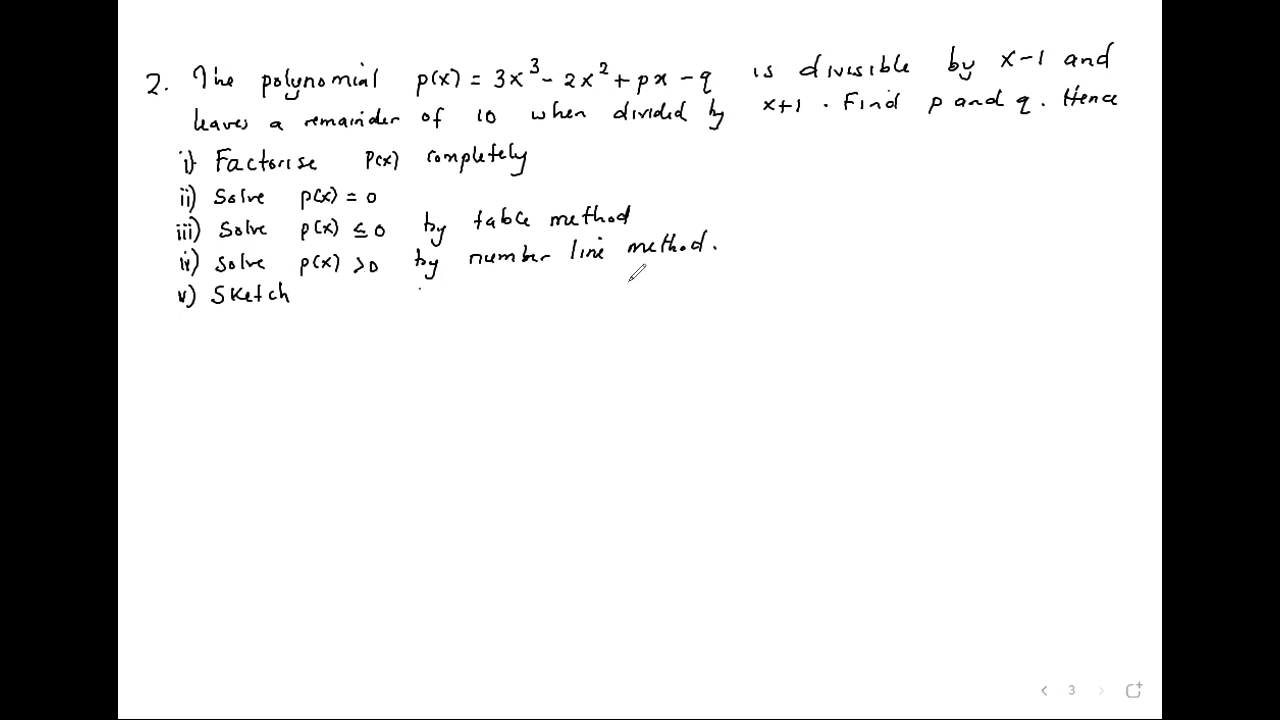 2. The polynomial p(x) = 3x³ - 2x² + px - q is divisible by x-1 and
leaves a remainder of 10 when divided by x+1. Find p and q. Hence
i) Factorise P(x) completely
ii) Solve p(x) = 0
iii) Solve p(x) ≤ 0 by table method
iv) Solve p(x) >0 by number line method.
v) Sketch
3